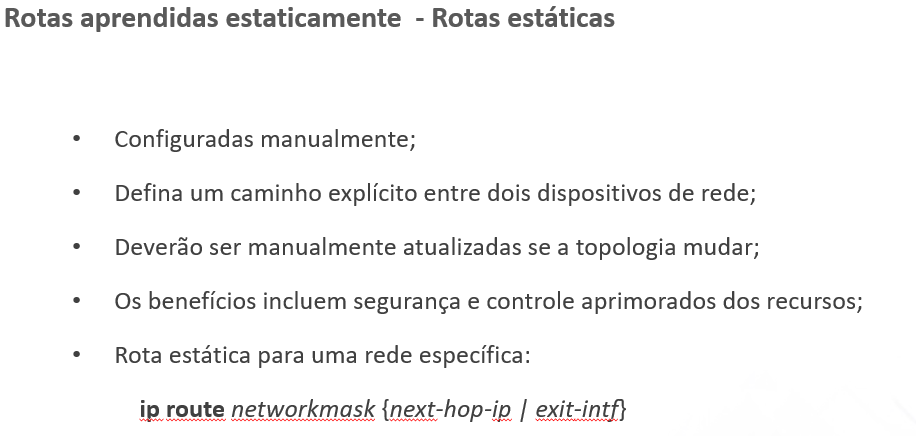 Rotas aprendidas estaticamente - Rotas estáticas
• Configuradas manualmente;
• Defina um caminho explícito entre dois dispositivos de rede;
• Deverão ser manualmente atualizadas se a topologia mudar;
• Os benefícios incluem segurança e controle aprimorados dos recursos;
• Rota estática para uma rede específica:
ip route networkmask {next-hop-ip | exit-intf}